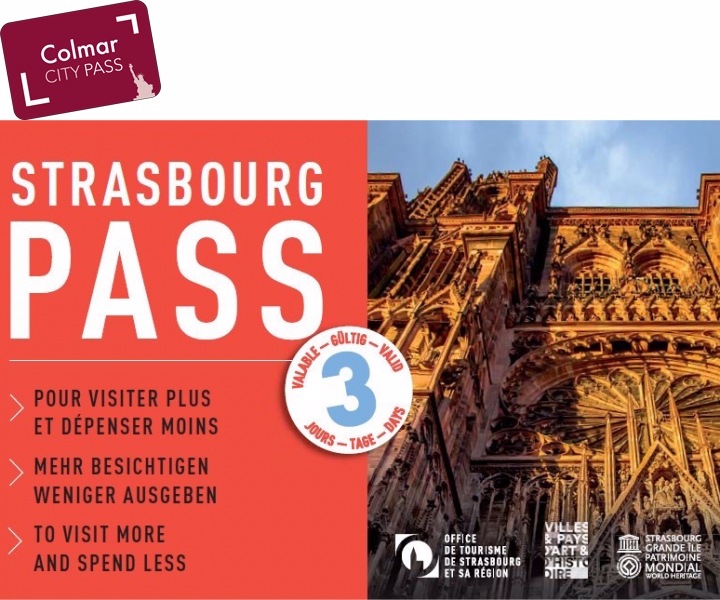 Colmar
CITY PASS
STRASBOURG
PASS
VALABLE — GÜLTIG — VALID
3
JOURS — TAGE — DAYS
POUR VISITER PLUS
ET DÉPENSER MOINS
MEHR BESICHTIGEN
WENIGER AUSGEBEN
TO VISIT MORE
AND SPEND LESS
OFFICE
DE TOURISME
DE STRASBOURG
ET SA RÉGION
VILLES
& PAYS
D'ART &
D'HISTO
IRE
STRASBOURG
GRANDE ÎLE
PATRIMOINE
MONDIAL
WORLD HERITAGE